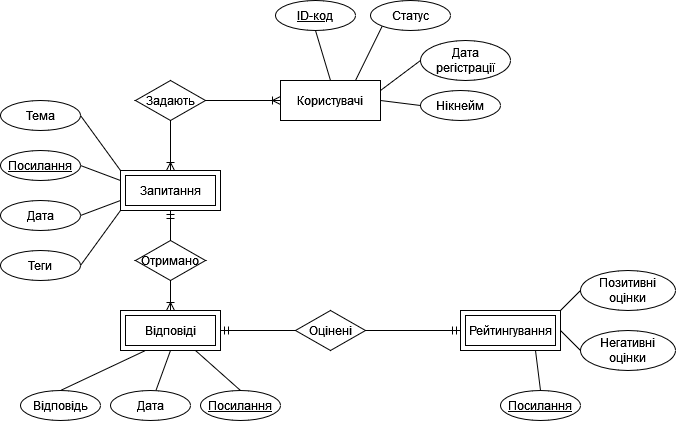 ID-код
Статус
Дата
регістрації
Нікнейм
Користувачі
Задають
Тема
Посилання
Дата
Теги
Запитання
Отримано
Відповіді
Оцінені
Рейтингування
Позитивні
оцінки
Негативні
оцінки
Відповідь
Дата
Посилання
Посилання